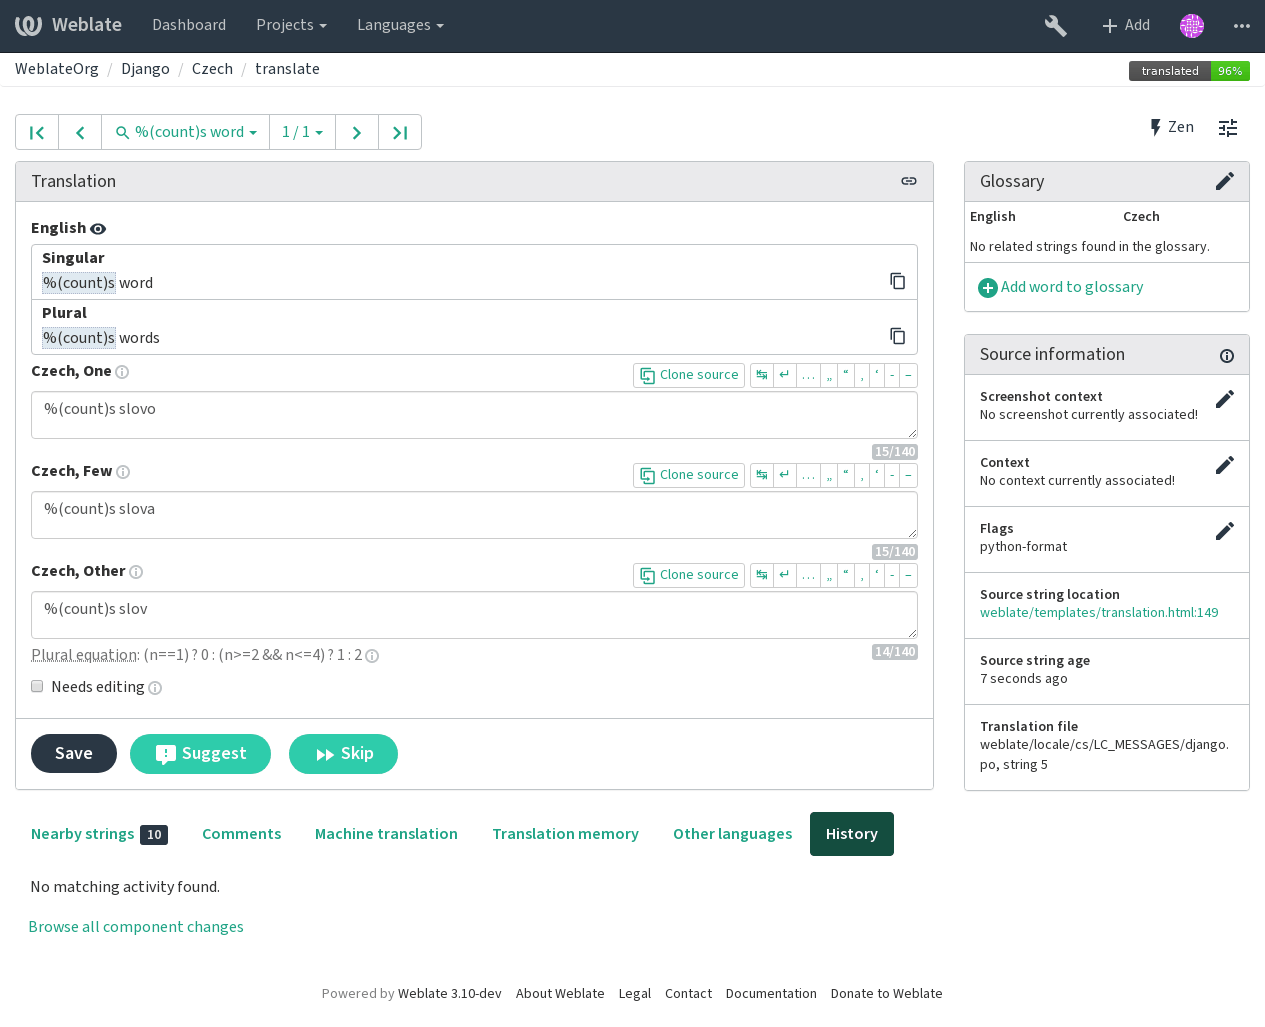 Weblate Dashboard Projects Languages Add
WeblateOrg / Django / Czech / translate
translated 96%
%(count)s word 1 / 1
Zen
Translation
English
Singular
%(count)s word
Plural
%(count)s words
Czech, One
Clone source ↹ ↵ … „ “ ‚ ‘ - –
%(count)s slovo
15/140
Czech, Few
Clone source ↹ ↵ … „ “ ‚ ‘ - –
%(count)s slova
15/140
Czech, Other
Clone source ↹ ↵ … „ “ ‚ ‘ - –
%(count)s slov
14/140
Plural equation: (n==1) ? 0 : (n>=2 && n<=4) ? 1 : 2
Needs editing
Save Suggest Skip
Glossary
English Czech
No related strings found in the glossary.
Add word to glossary
Source information
Screenshot context
No screenshot currently associated!
Context
No context currently associated!
Flags
python-format
Source string location
weblate/templates/translation.html:149
Source string age
7 seconds ago
Translation file
weblate/locale/cs/LC_MESSAGES/django.
po, string 5
Nearby strings 10 Comments Machine translation Translation memory Other languages History
No matching activity found.
Browse all component changes
Powered by Weblate 3.10-dev About Weblate Legal Contact Documentation Donate to Weblate